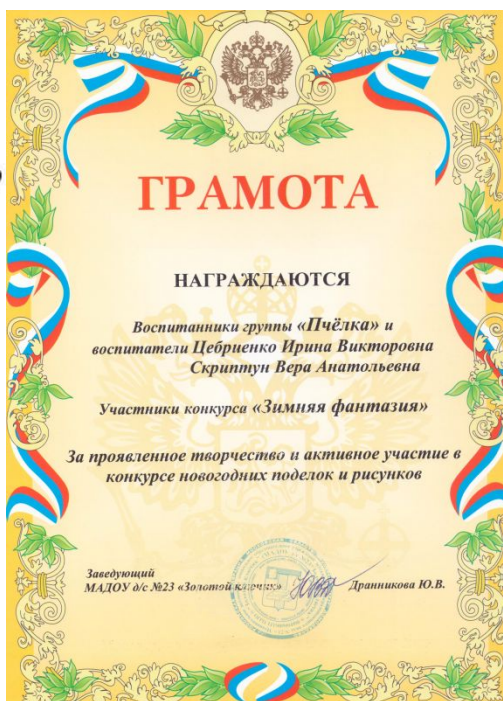 ГРАМОТА
НАГРАЖДАЮТСЯ
Воспитанники группы «Пчёлка» и
воспитатели Цебриенко Ирина Викторовна
Скриптун Вера Анатольевна
Участники конкурса «Зимняя фантазия»
За проявленное творчество и активное участие в
конкурсе новогодних поделок и рисунков
Заведующий
МАДОУ д/с №23 «Золотой ключик» Дранникова Ю.В.